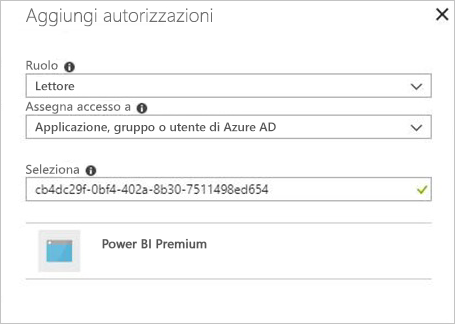 Aggiungi autorizzazioni
Ruolo
Lettore
Assegna accesso a
Applicazione, gruppo o utente di Azure AD
Seleziona
cb4dc29f-0bf4-402a-8b30-7511498ed654
Power BI Premium